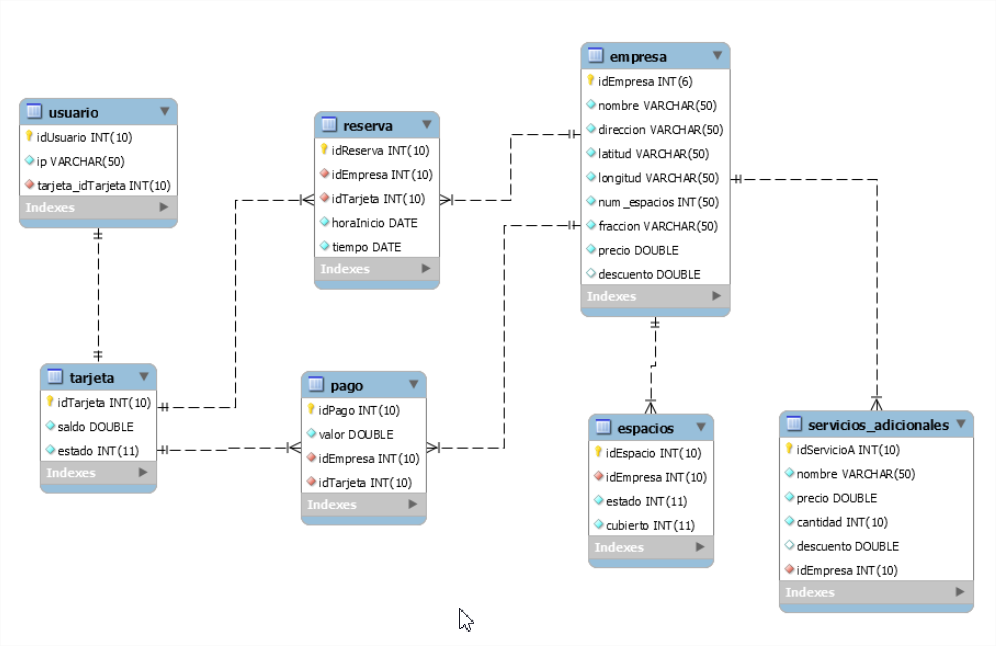 usuario
idUsuario INT(10)
ip VARCHAR(50)
tarjeta_idTarjeta INT(10)
Indexes
reserva
idReserva INT(10)
idEmpresa INT(10)
idTarjeta INT(10)
horaInicio DATE
tiempo DATE
Indexes
empresa
idEmpresa INT(6)
nombre VARCHAR(50)
direccion VARCHAR(50)
latitud VARCHAR(50)
longitud VARCHAR(50)
num_espacios INT(50)
fraccion VARCHAR(50)
precio DOUBLE
descuento DOUBLE
Indexes
tarjeta
idTarjeta INT(10)
saldo DOUBLE
estado INT(11)
Indexes
pago
idPago INT(10)
valor DOUBLE
idEmpresa INT(10)
idTarjeta INT(10)
Indexes
espacios
idEspacio INT(10)
idEmpresa INT(10)
estado INT(11)
cubierto INT(11)
Indexes
servicios_adicionales
idServicioA INT(10)
nombre VARCHAR(50)
precio DOUBLE
cantidad INT(10)
descuento DOUBLE
idEmpresa INT(10)
Indexes